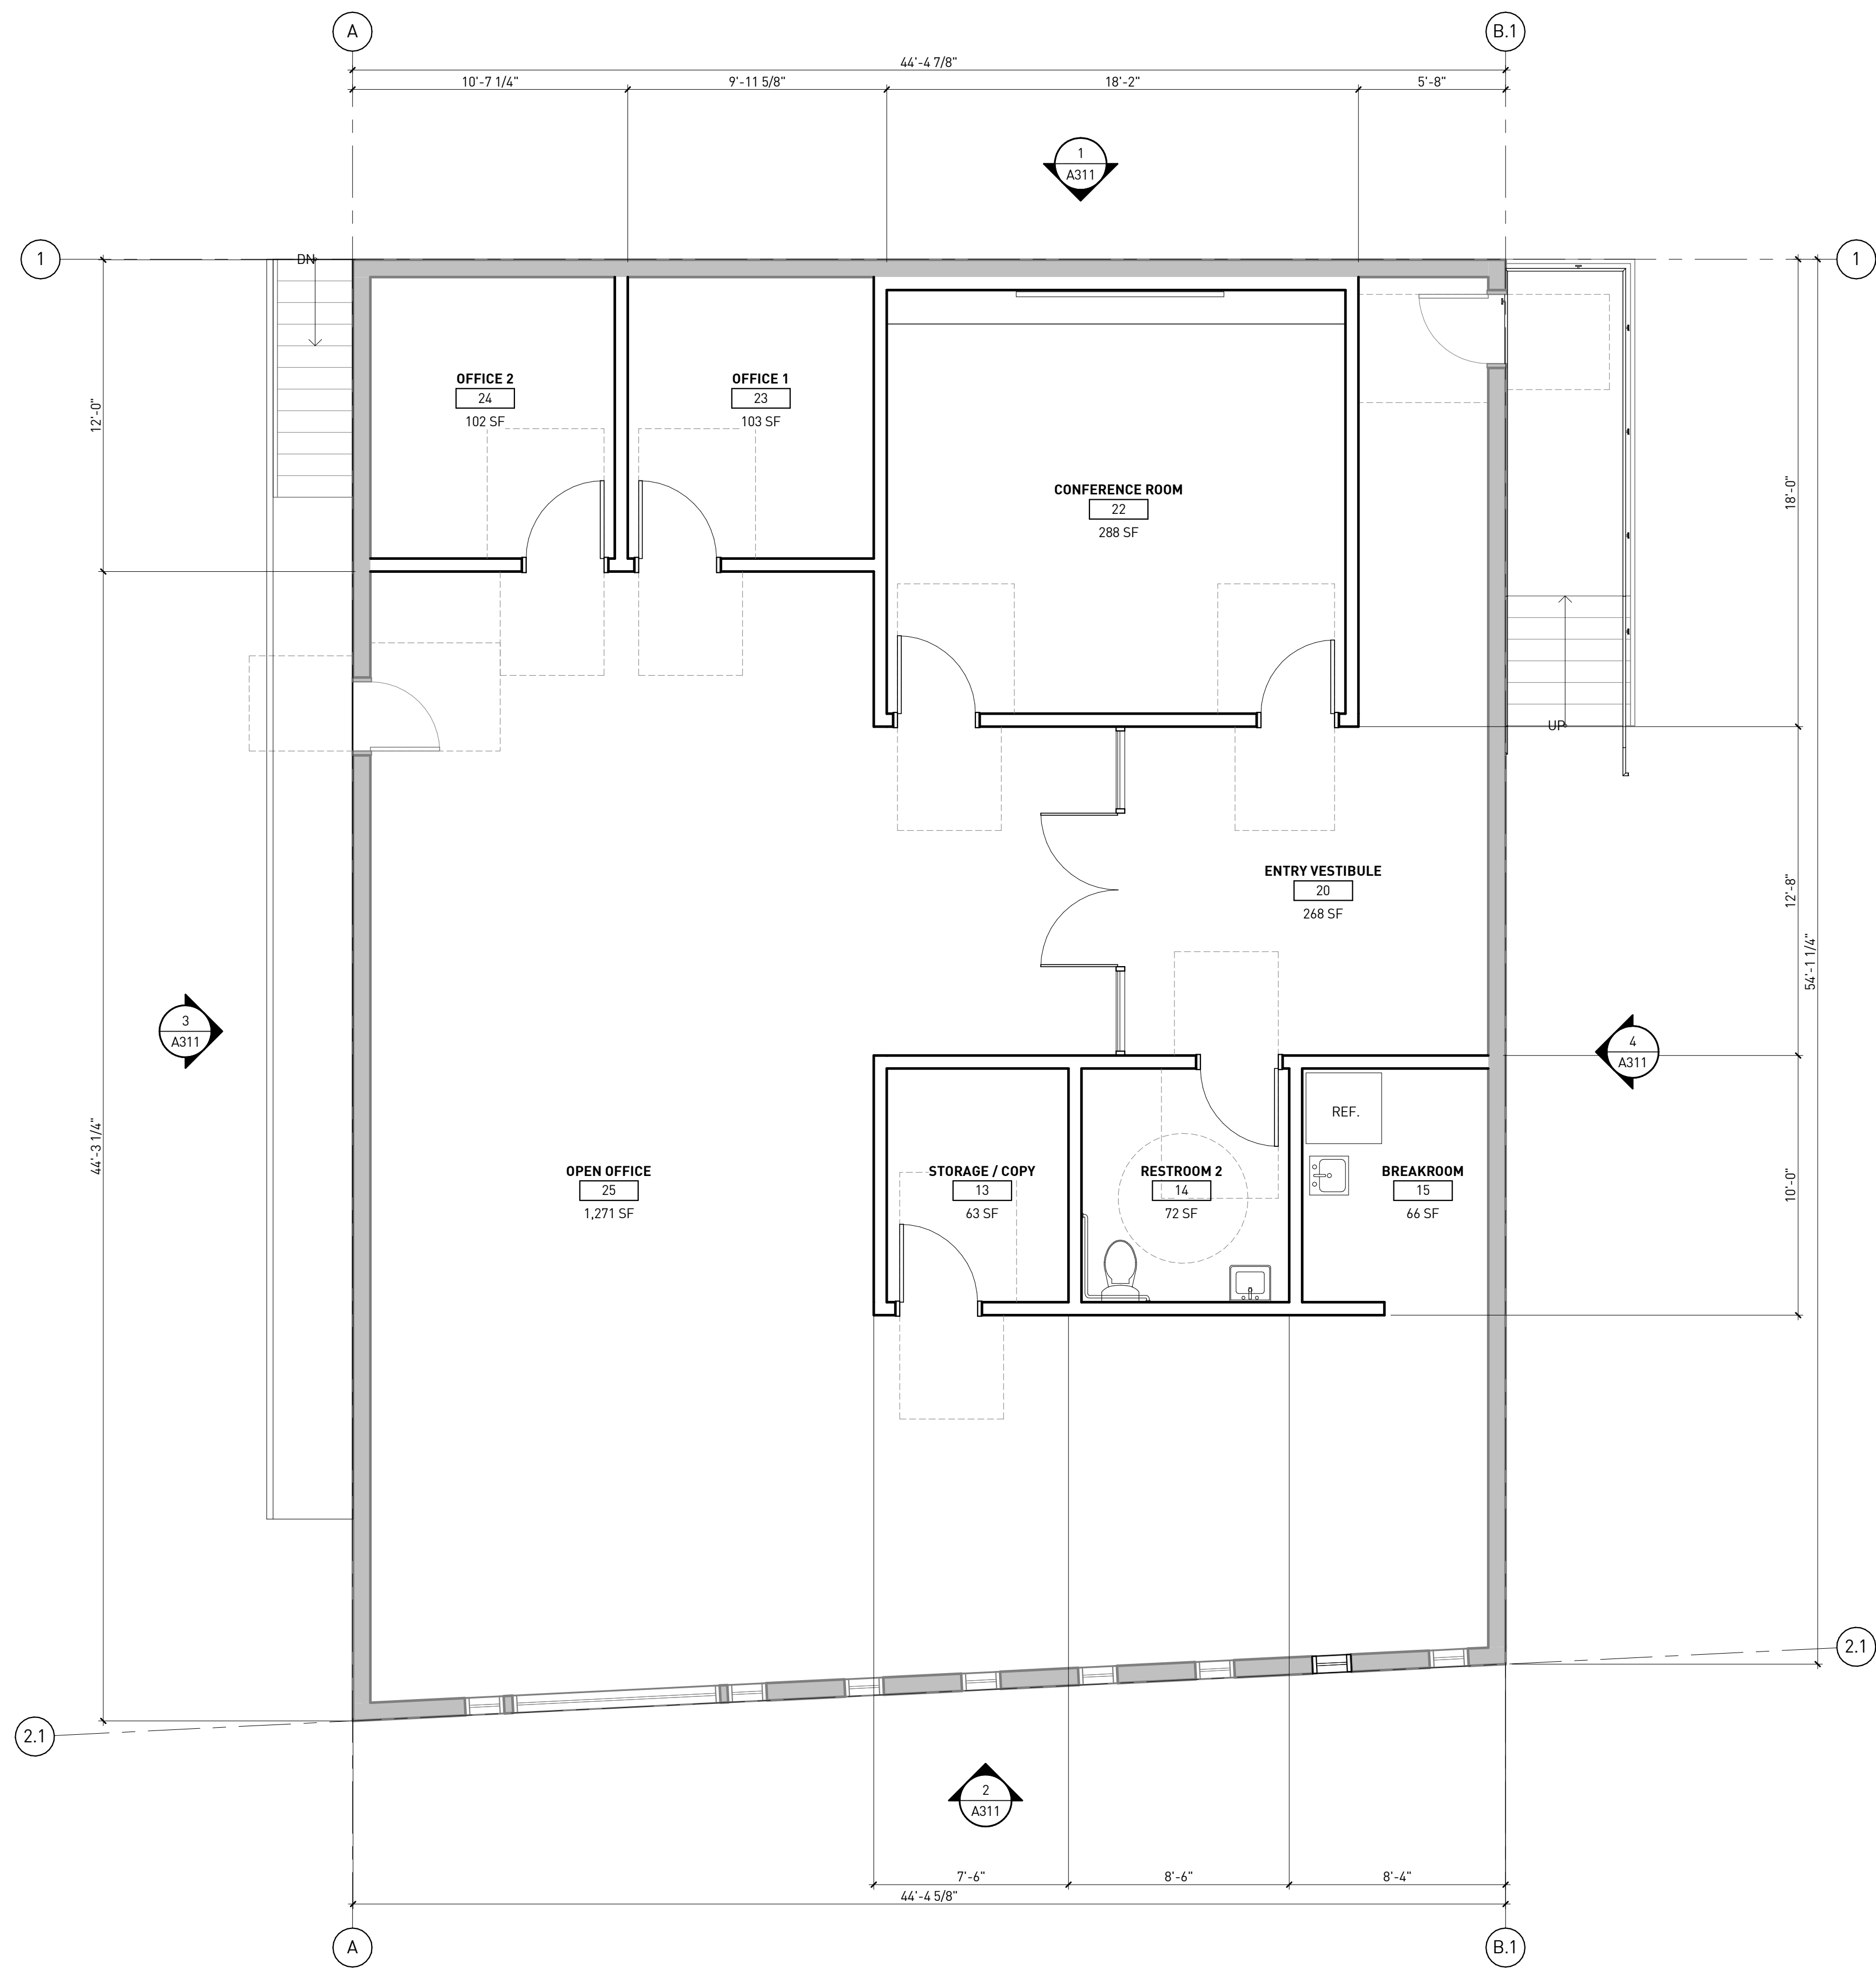 A
B.1
44'-4 7/8"
10'-7 1/4"
9'-11 5/8"
18'-2"
5'-8"
1
A311
1
DN
1
OFFICE 2
24
102 SF
OFFICE 1
23
103 SF
12'-0"
CONFERENCE ROOM
22
288 SF
18'-0"
UP
ENTRY VESTIBULE
20
268 SF
12'-8"
54'-1 1/4"
3
A311
4
A311
REF.
44'-3 1/4"
OPEN OFFICE
25
1,271 SF
STORAGE / COPY
13
63 SF
RESTROOM 2
14
72 SF
BREAKROOM
15
66 SF
10'-0"
2.1
2.1
2
A311
7'-6"
8'-6"
8'-4"
44'-4 5/8"
A
B.1